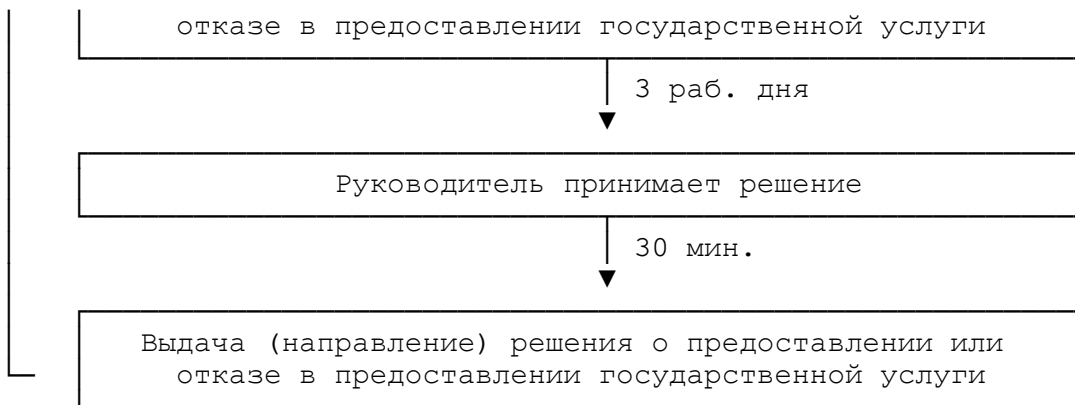 отказе в предоставлении государственной услуги
3 раб. дня
Руководитель принимает решение
30 мин.
Выдача (направление) решения о предоставлении или
отказе в предоставлении государственной услуги